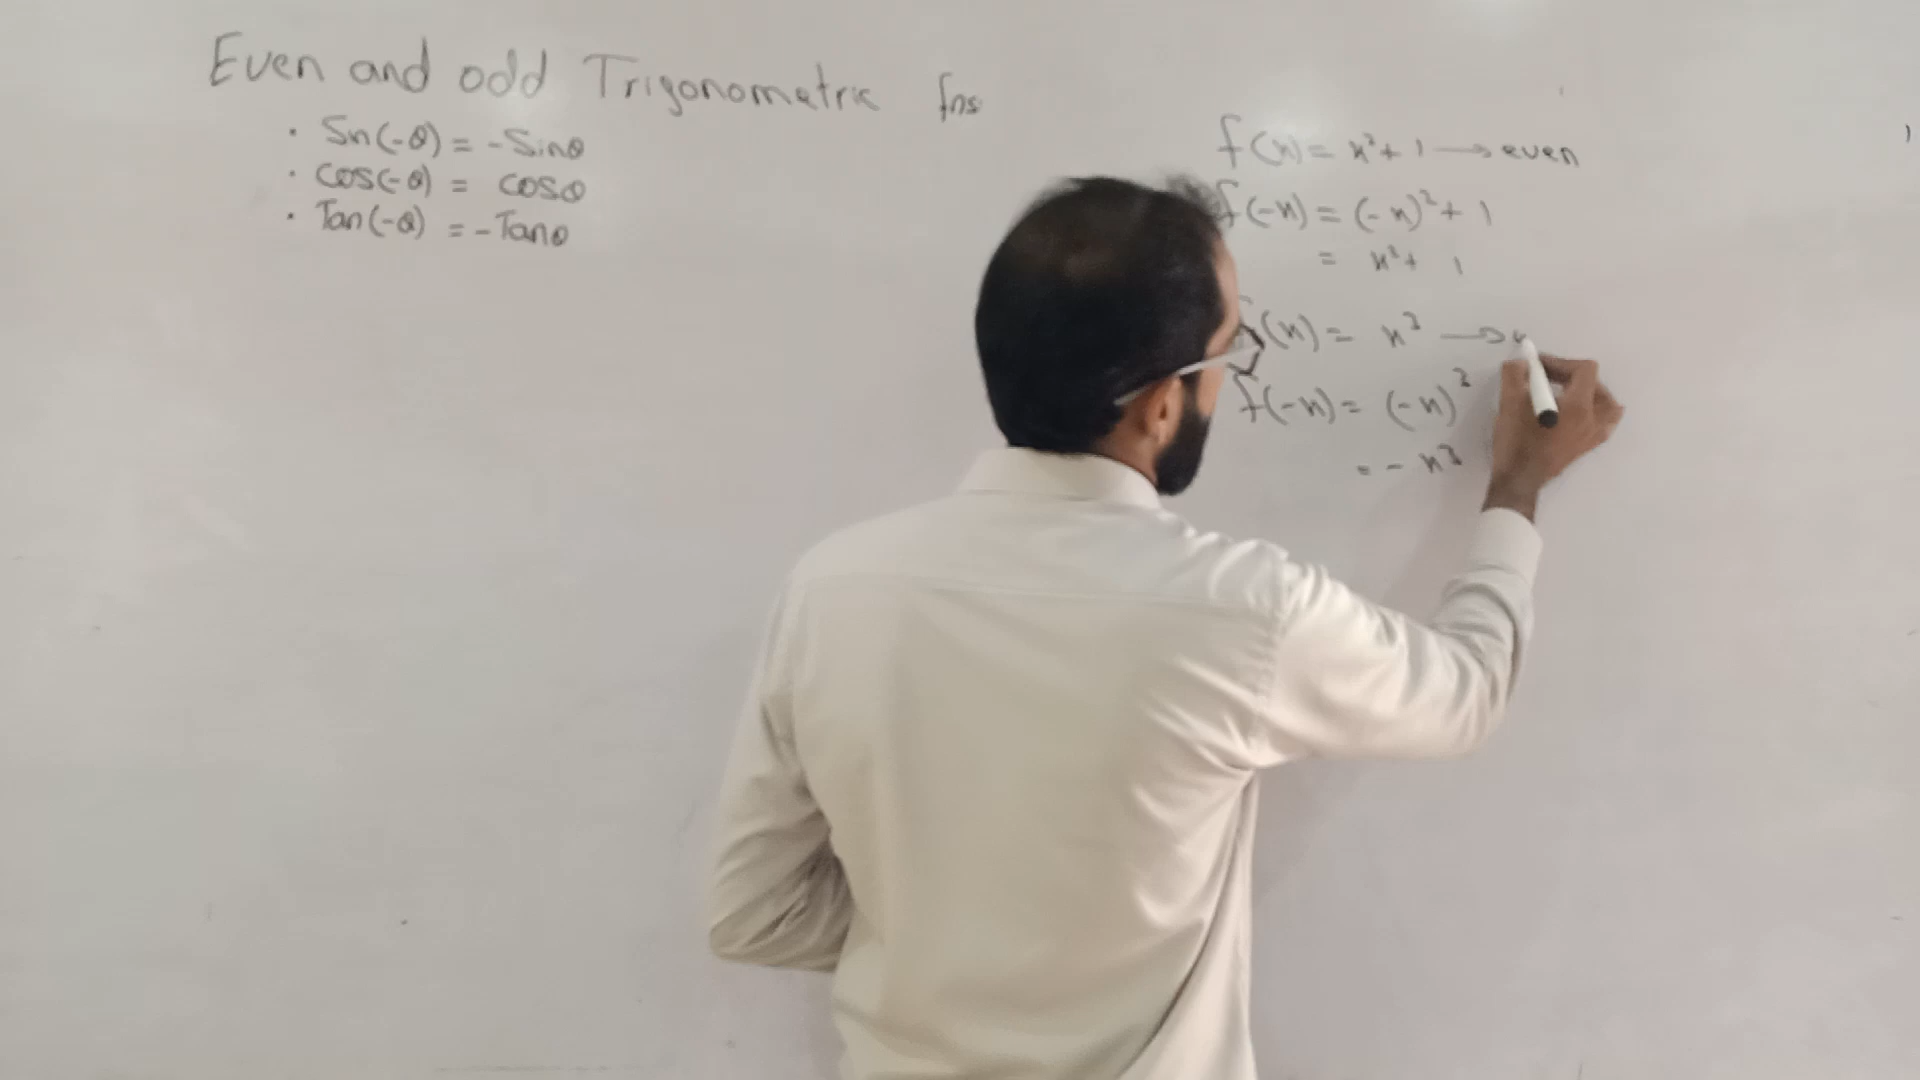 Even and odd Trigonometric fns
· Sin(-θ) = -Sinθ
· Cos(-θ) = cosθ
· Tan(-θ) = -Tanθ
f(x) = x²+ 1 → even
f(-x) = (-x)²+ 1
= x²+ 1
(x) = x³ →
f(-x) = (-x)³
= - x³